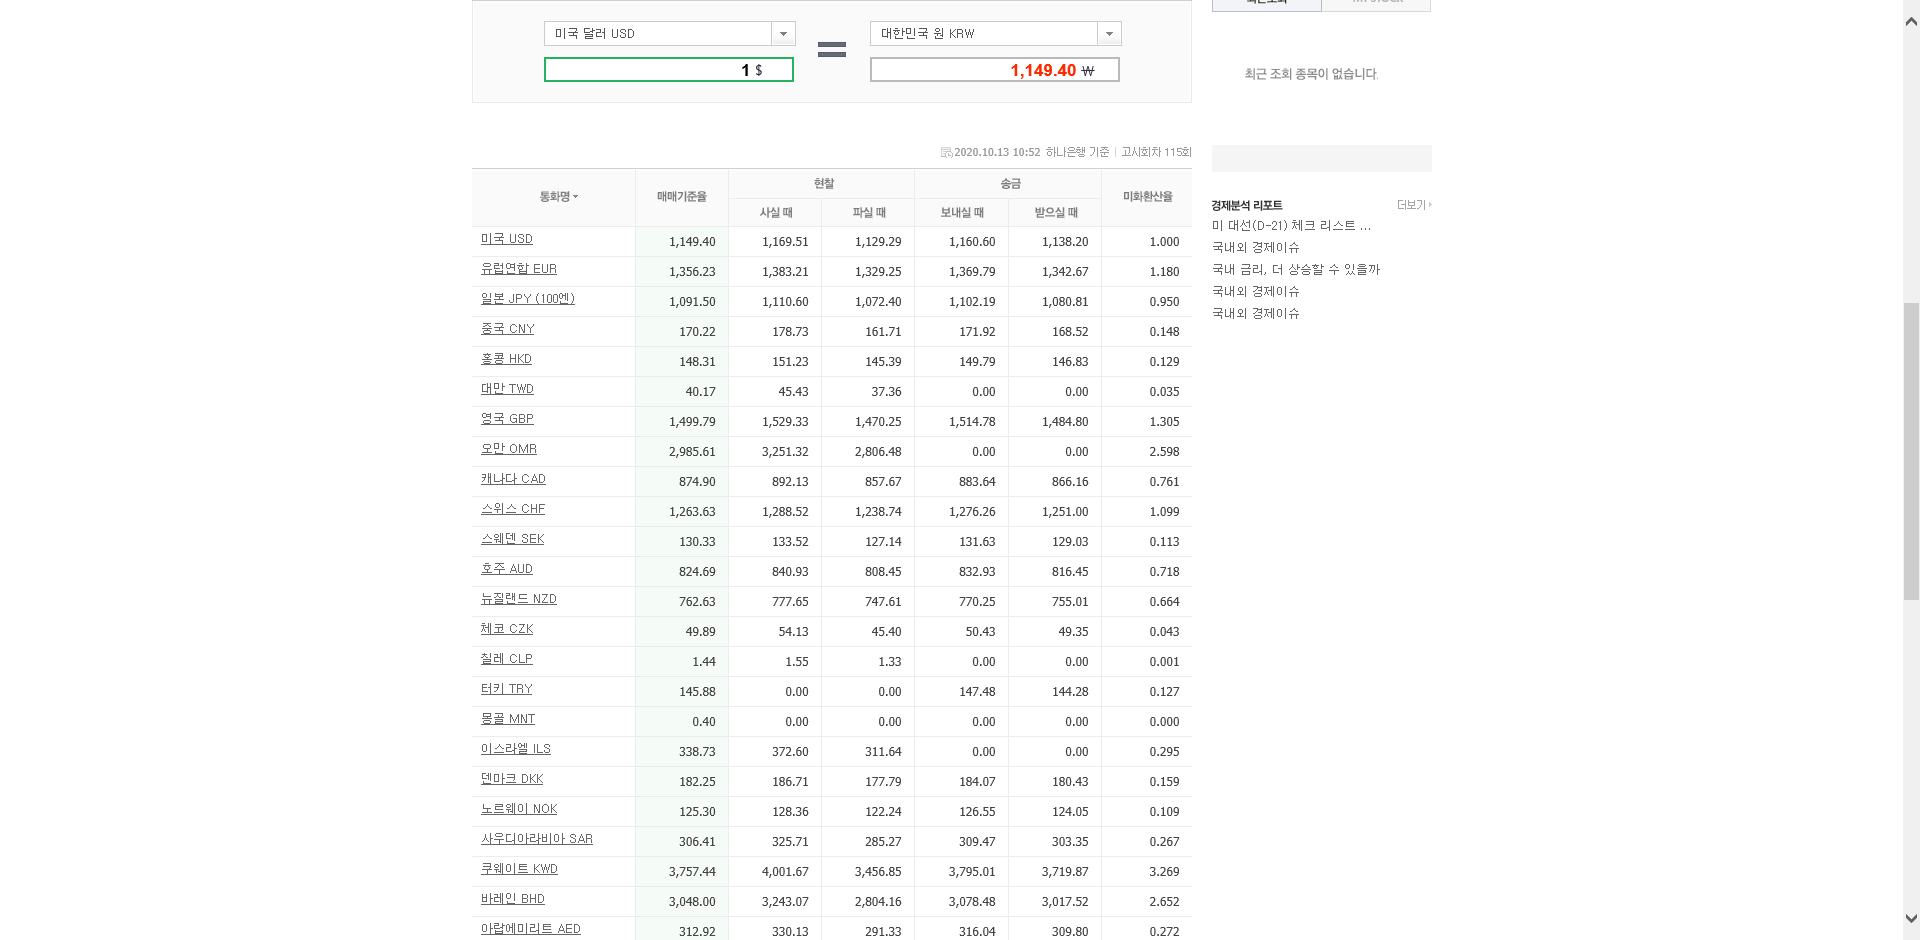 미국 달러 USD
대한민국 원 KRW
1 $
1,149.40 ₩
최근 조회 종목이 없습니다.
2020.10.13 10:52 하나은행 기준 고시회차 115회
통화명 매매기준율 현찰 송금 미화환산율
사실 때 파실 때 보내실 때 받으실 때
미국 USD 1,149.40 1,169.51 1,129.29 1,160.60 1,138.20 1.000
유럽연합 EUR 1,356.23 1,383.21 1,329.25 1,369.79 1,342.67 1.180
일본 JPY (100엔) 1,091.50 1,110.60 1,072.40 1,102.19 1,080.81 0.950
중국 CNY 170.22 178.73 161.71 171.92 168.52 0.148
홍콩 HKD 148.31 151.23 145.39 149.79 146.83 0.129
대만 TWD 40.17 45.43 37.36 0.00 0.00 0.035
영국 GBP 1,499.79 1,529.33 1,470.25 1,514.78 1,484.80 1.305
오만 OMR 2,985.61 3,251.32 2,806.48 0.00 0.00 2.598
캐나다 CAD 874.90 892.13 857.67 883.64 866.16 0.761
스위스 CHF 1,263.63 1,288.52 1,238.74 1,276.26 1,251.00 1.099
스웨덴 SEK 130.33 133.52 127.14 131.63 129.03 0.113
호주 AUD 824.69 840.93 808.45 832.93 816.45 0.718
뉴질랜드 NZD 762.63 777.65 747.61 770.25 755.01 0.664
체코 CZK 49.89 54.13 45.40 50.43 49.35 0.043
칠레 CLP 1.44 1.55 1.33 0.00 0.00 0.001
터키 TRY 145.88 0.00 0.00 147.48 144.28 0.127
몽골 MNT 0.40 0.00 0.00 0.00 0.00 0.000
이스라엘 ILS 338.73 372.60 311.64 0.00 0.00 0.295
덴마크 DKK 182.25 186.71 177.79 184.07 180.43 0.159
노르웨이 NOK 125.30 128.36 122.24 126.55 124.05 0.109
사우디아라비아 SAR 306.41 325.71 285.27 309.47 303.35 0.267
쿠웨이트 KWD 3,757.44 4,001.67 3,456.85 3,795.01 3,719.87 3.269
바레인 BHD 3,048.00 3,243.07 2,804.16 3,078.48 3,017.52 2.652
아랍에미리트 AED 312.92 330.13 291.33 316.04 309.80 0.272
경제분석 리포트 더보기
미 대선(D-21) 체크 리스트 ...
국내외 경제이슈
국내 금리, 더 상승할 수 있을까
국내외 경제이슈
국내외 경제이슈